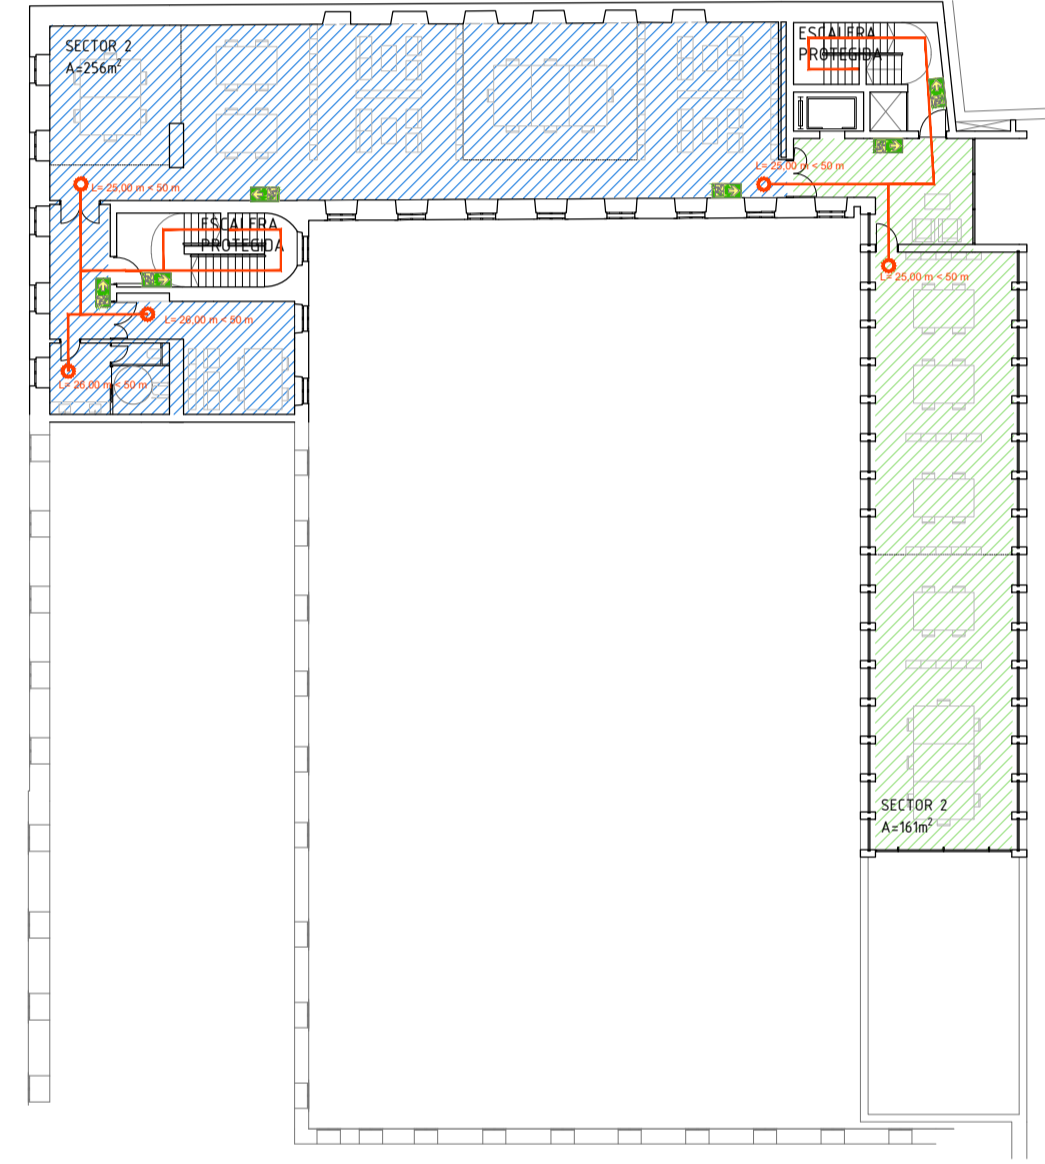 SECTOR 2
A=256m²
ESCALERA
PROTEGIDA
L= 25,00 m < 50 m
L= 25,00 m < 50 m
ESCALERA
PROTEGIDA
L= 25,00 m < 50 m
L= 26,00 m < 50 m
L= 26,00 m < 50 m
SECTOR 2
A=161m²